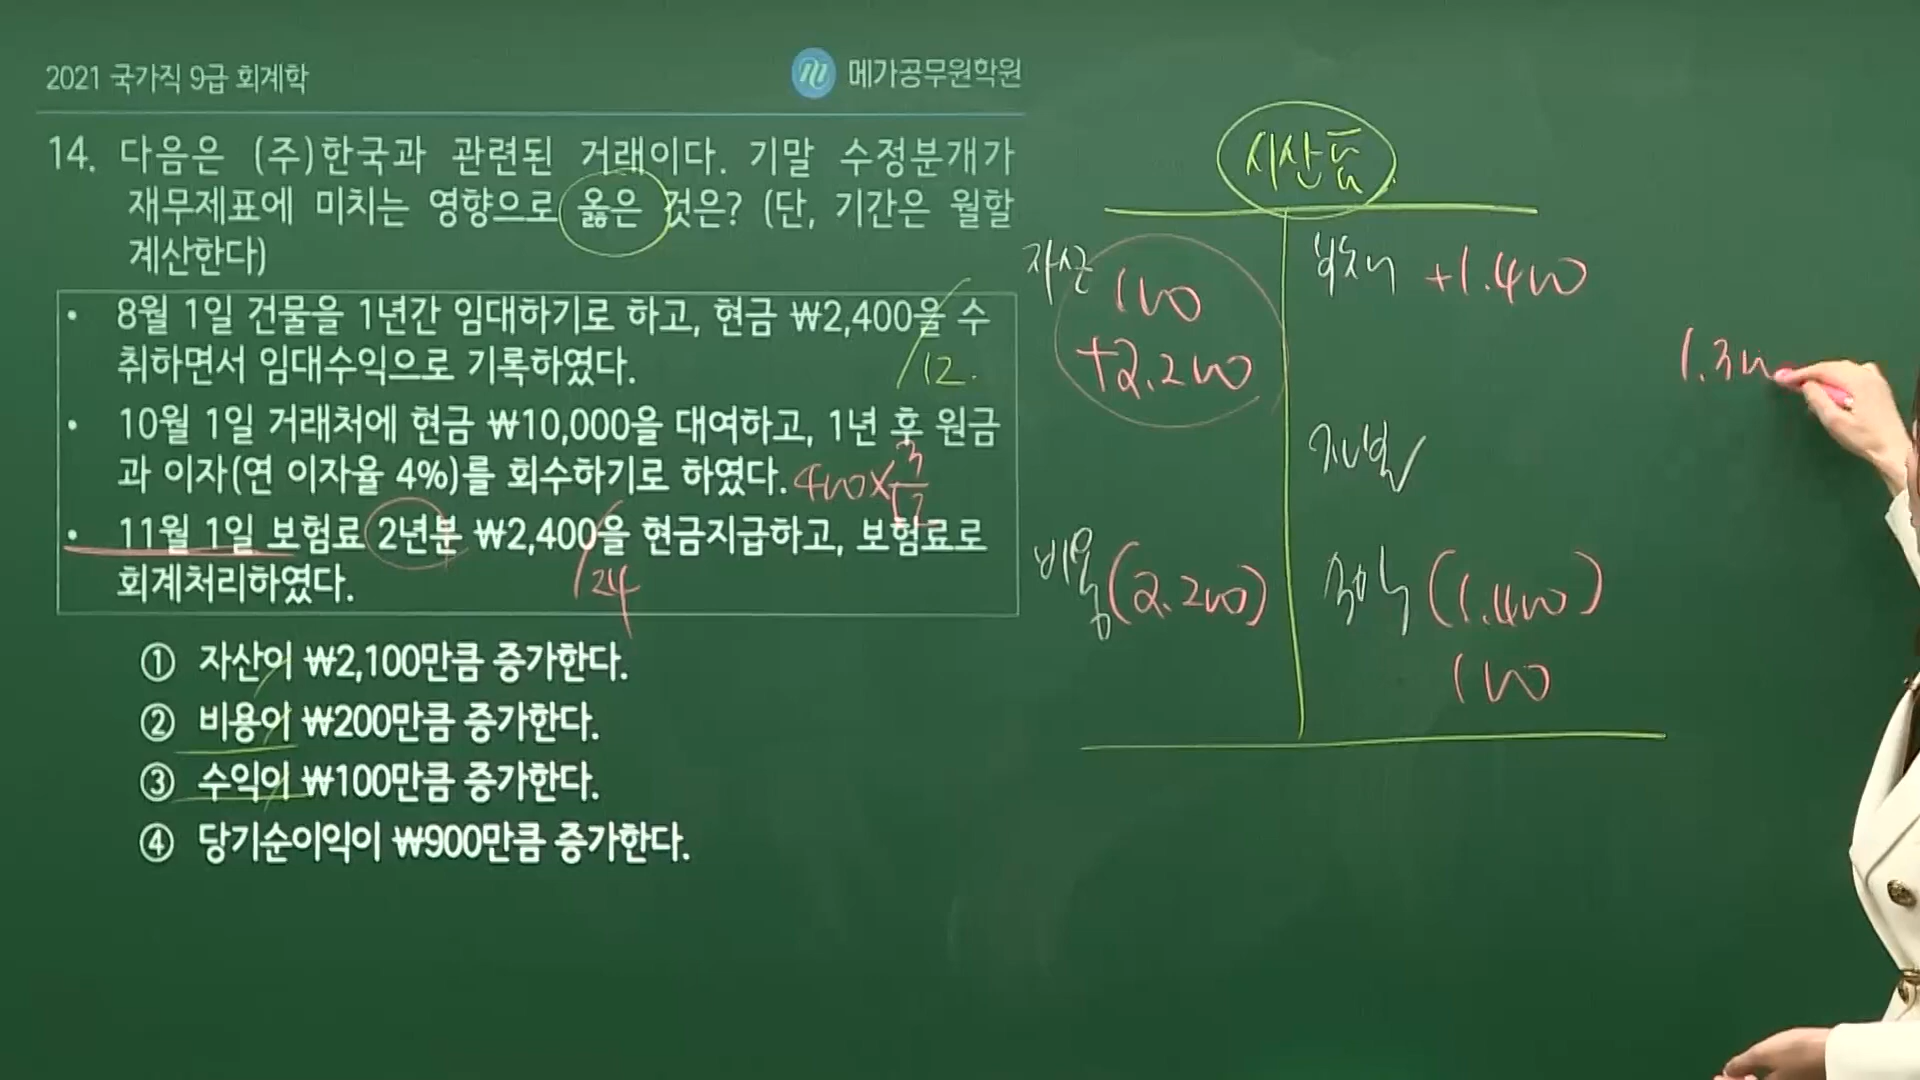 2021 국가직 9급 회계학
메가공무원학원
14. 다음은 (주)한국과 관련된 거래이다. 기말 수정분개가
재무제표에 미치는 영향으로 옳은 것은? (단, 기간은 월할
계산한다)
• 8월 1일 건물을 1년간 임대하기로 하고, 현금 ₩2,400을 수
취하면서 임대수익으로 기록하였다.
/12.
• 10월 1일 거래처에 현금 ₩10,000을 대여하고, 1년 후 원금
과 이자(연 이자율 4%)를 회수하기로 하였다.
400×3/12
• 11월 1일 보험료 2년분 ₩2,400을 현금지급하고, 보험료로
회계처리하였다.
/24
① 자산이 ₩2,100만큼 증가한다.
② 비용이 ₩200만큼 증가한다.
③ 수익이 ₩100만큼 증가한다.
④ 당기순이익이 ₩900만큼 증가한다.
시산표
자산 100
+2.200
부채 +1.400
자본
비용 (2.200)
수익 (1.400)
100